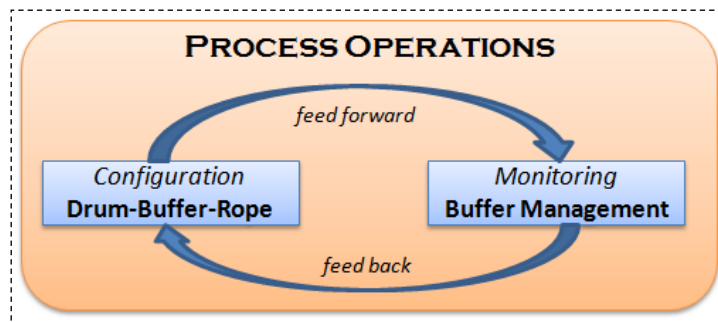 PROCESS OPERATIONS
feed forward
Configuration
Drum-Buffer-Rope
Monitoring
Buffer Management
feed back